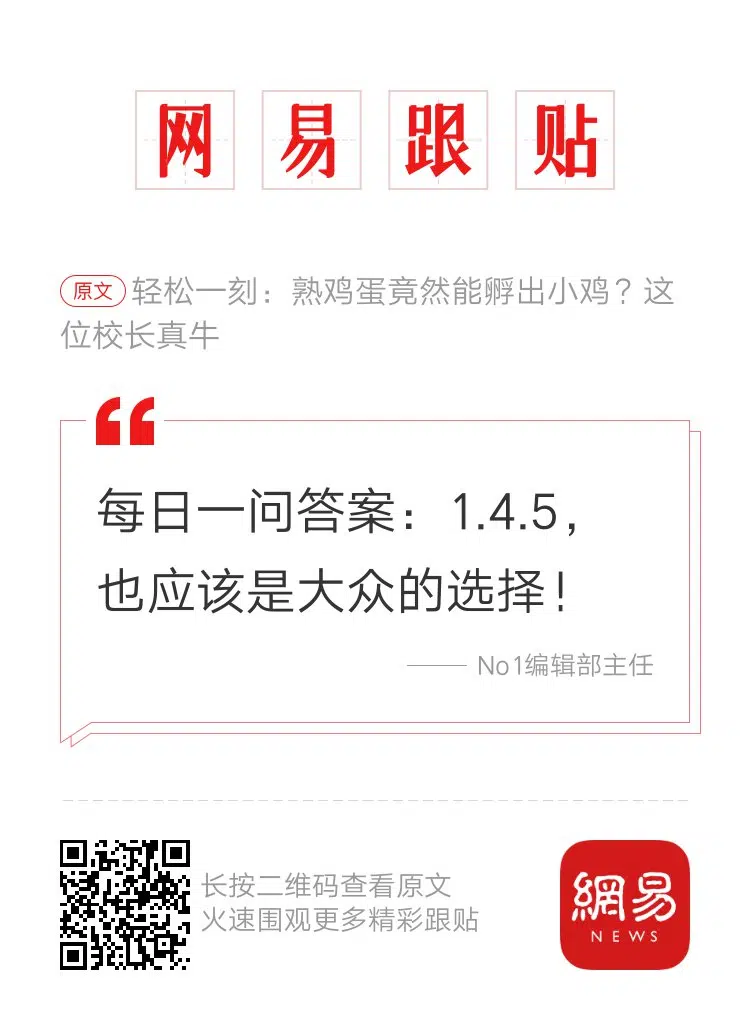 网易跟贴
原文 轻松一刻：熟鸡蛋竟然能孵出小鸡？这
位校长真牛
每日一问答案：1.4.5，
也应该是大众的选择！
—— No1编辑部主任
长按二维码查看原文
火速围观更多精彩跟贴
網易
NEWS